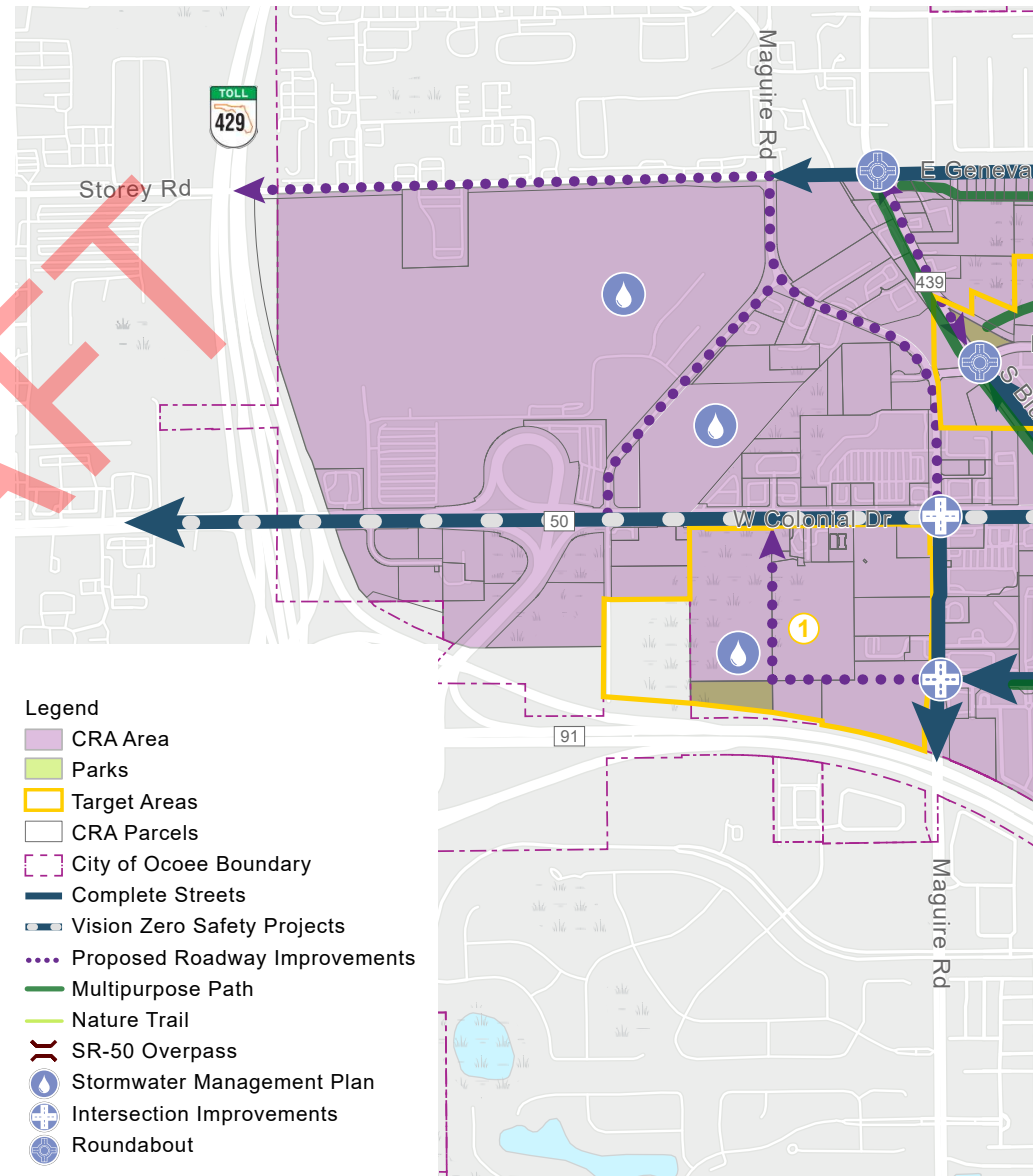 Maguire Rd
TOLL
429
Storey Rd
E Geneva
439
S Blu
50
W Colonial Dr
1
91
Maguire Rd
Legend
CRA Area
Parks
Target Areas
CRA Parcels
City of Ocoee Boundary
Complete Streets
Vision Zero Safety Projects
Proposed Roadway Improvements
Multipurpose Path
Nature Trail
SR-50 Overpass
Stormwater Management Plan
Intersection Improvements
Roundabout